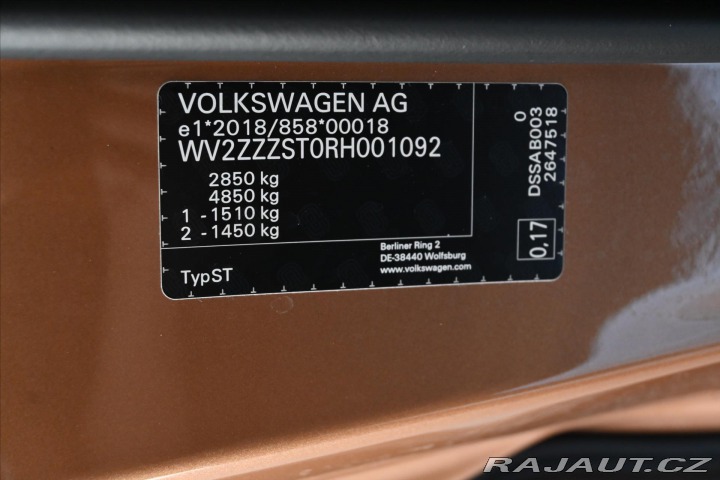 VOLKSWAGEN AG
e1*2018/858*00018
WV2ZZZST0RH001092
2850 kg
4850 kg
1 - 1510 kg
2 - 1450 kg
Berliner Ring 2
DE-38440 Wolfsburg
www.volkswagen.com
TypST
0
DSSAB003
2647518
0,17
RAJAUT.CZ